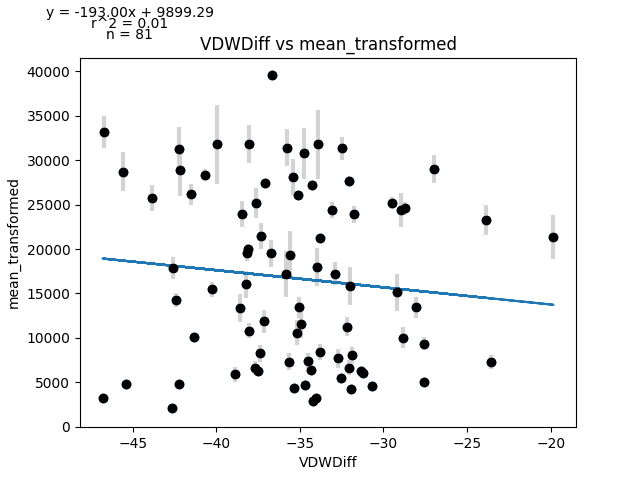 y = -193.00x + 9899.29
r^2 = 0.01
n = 81
VDWDiff vs mean_transformed
40000
35000
30000
25000
20000
15000
10000
5000
0
mean_transformed
−45 −40 −35 −30 −25 −20
VDWDiff